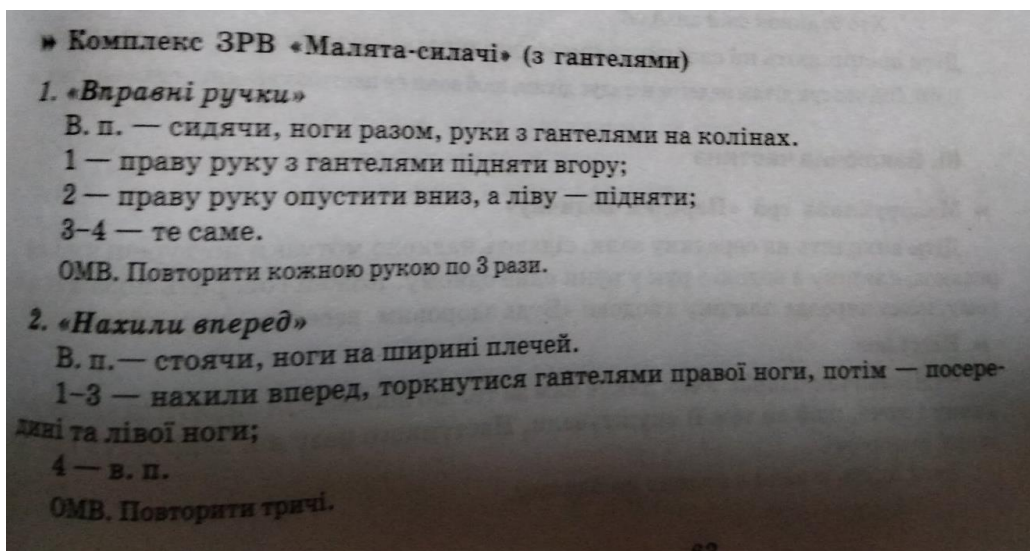 » Комплекс ЗРВ «Малята-силачі» (з гантелями)
1. «Вправні ручки»
В. п. — сидячи, ноги разом, руки з гантелями на колінах.
1 — праву руку з гантелями підняти вгору;
2 — праву руку опустити вниз, а ліву — підняти;
3–4 — те саме.
ОМВ. Повторити кожною рукою по 3 рази.
2. «Нахили вперед»
В. п.— стоячи, ноги на ширині плечей.
1–3 — нахили вперед, торкнутися гантелями правої ноги, потім — посере-
дині та лівої ноги;
4 — в. п.
ОМВ. Повторити тричі.